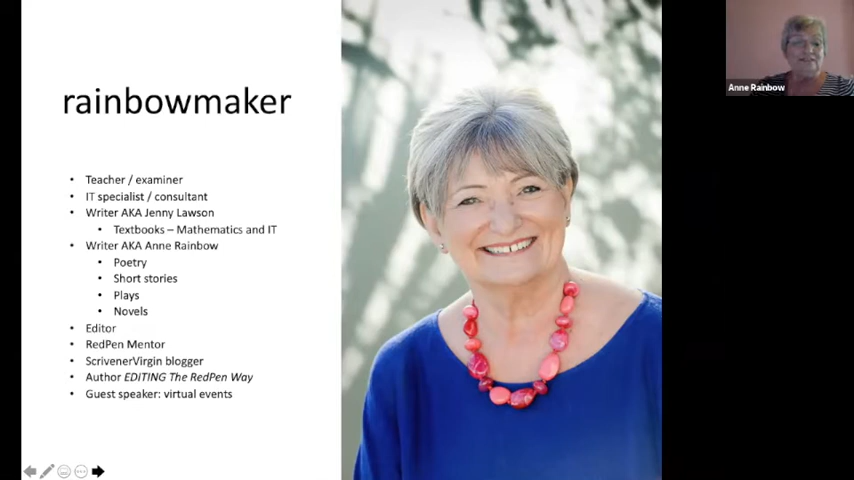 rainbowmaker
• Teacher / examiner
• IT specialist / consultant
• Writer AKA Jenny Lawson
• Textbooks – Mathematics and IT
• Writer AKA Anne Rainbow
• Poetry
• Short stories
• Plays
• Novels
• Editor
• RedPen Mentor
• ScrivenerVirgin blogger
• Author EDITING The RedPen Way
• Guest speaker: virtual events
Anne Rainbow